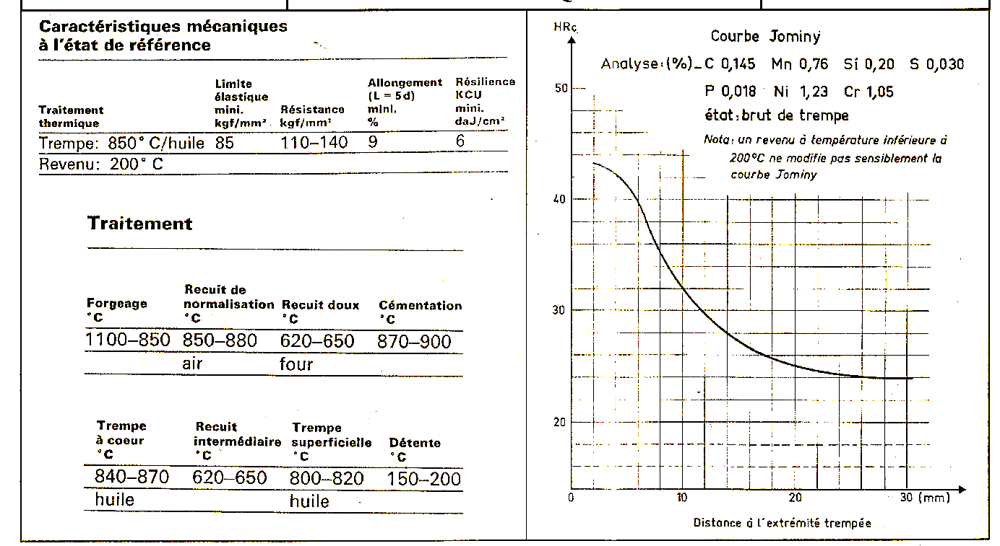 Caractéristiques mécaniques
à l'état de référence
Traitement
thermique
Limite
élastique
mini.
kgf/mm²
Résistance
kgf/mm²
Allongement
(L = 5d)
mini.
%
Résilience
KCU
mini.
daJ/cm²
Trempe: 850° C/huile 85 110–140 9 6
Revenu: 200° C
Traitement
Forgeage
°C
Recuit de
normalisation
°C
Recuit doux
°C
Cémentation
°C
1100–850 850–880 620–650 870–900
air four
Trempe
à coeur
°C
Recuit
intermédiaire
°C
Trempe
superficielle
°C
Détente
°C
840–870 620–650 800–820 150–200
huile huile
HRc
Courbe Jominy
Analyse:(%)_C 0,145 Mn 0,76 Si 0,20 S 0,030
P 0,018 Ni 1,23 Cr 1,05
état: brut de trempe
Nota: un revenu à température inférieure à
200°C ne modifie pas sensiblement la
courbe Jominy
50
40
30
20
0 10 20 30 (mm)
Distance à l'extrémité trempée